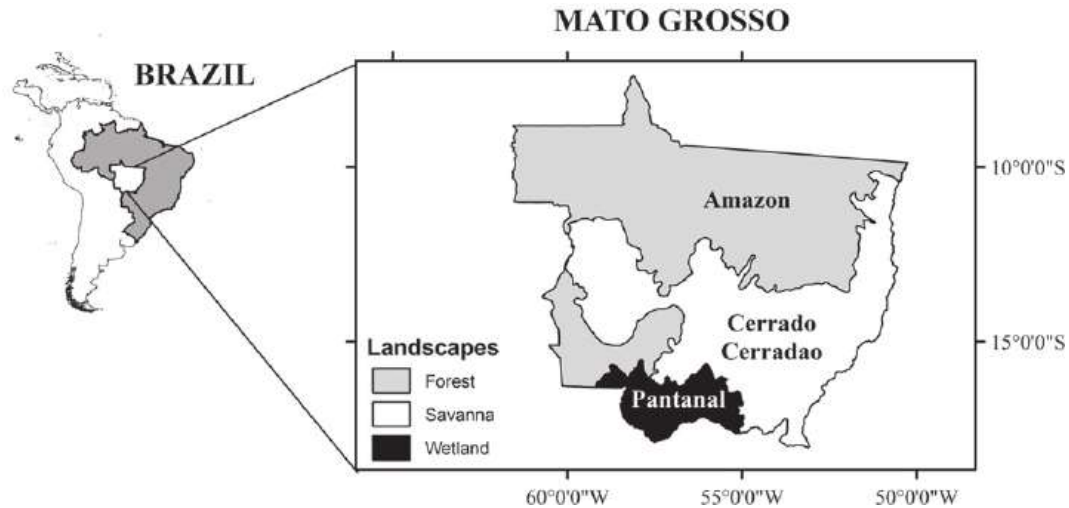 MATO GROSSO
BRAZIL
10°0'0"S
Amazon
Cerrado
Cerradao
15°0'0"S
Landscapes
Forest
Savanna
Wetland
Pantanal
60°0'0"W
55°0'0"W
50°0'0"W